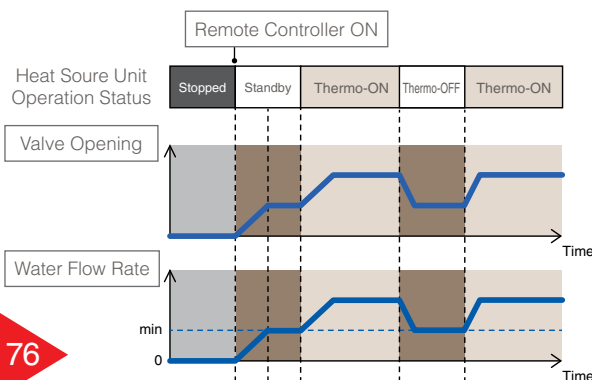 Remote Controller ON
Heat Soure Unit
Operation Status
Stopped Standby Thermo-ON Thermo-OFF Thermo-ON
Valve Opening
Time
Water Flow Rate
min
0
Time
76